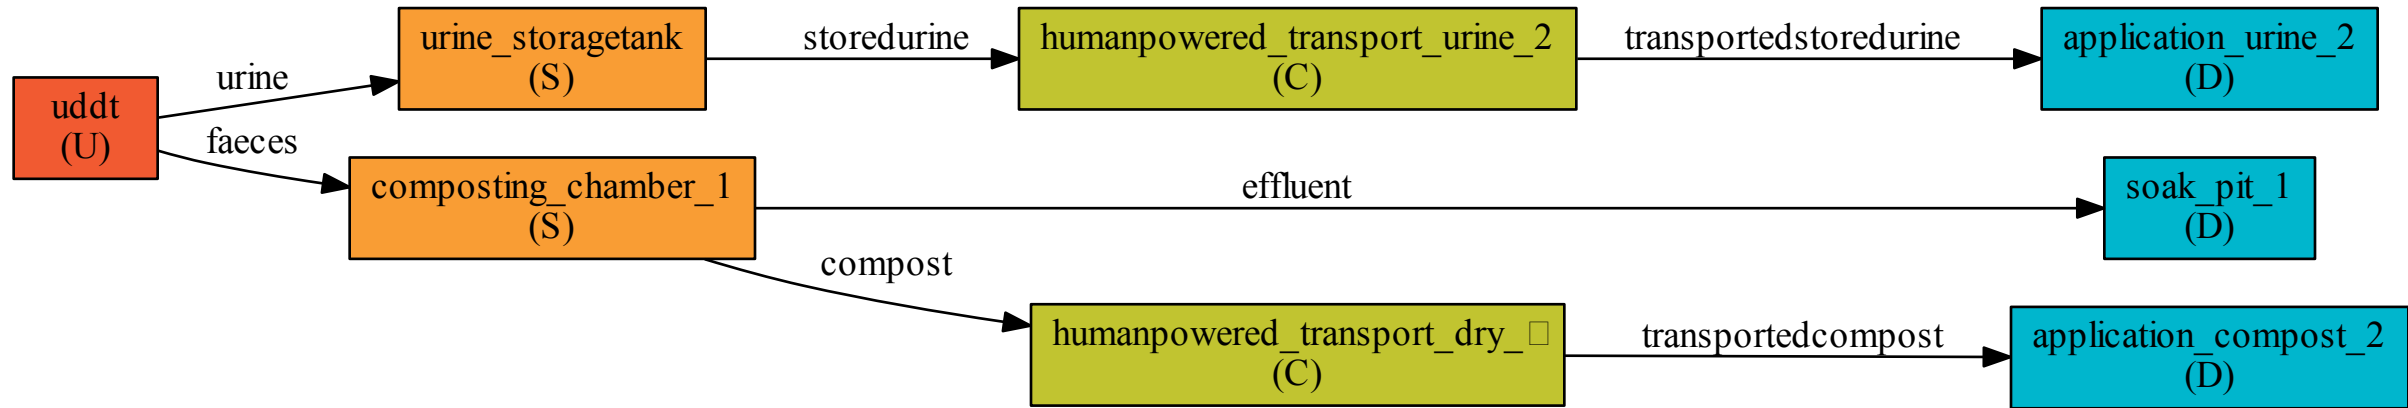 uddt
(U)
urine
faeces
urine_storagetank
(S)
storedurine
humanpowered_transport_urine_2
(C)
transportedstoredurine
application_urine_2
(D)
composting_chamber_1
(S)
effluent
soak_pit_1
(D)
compost
humanpowered_transport_dry_□
(C)
transportedcompost
application_compost_2
(D)